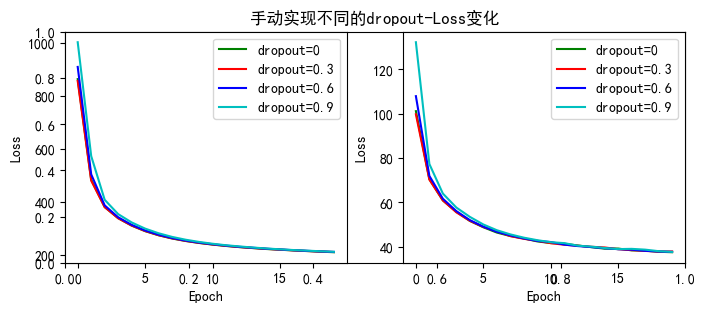 手动实现不同的dropout-Loss变化
1.0
1000
0.8
800
0.6
600
0.4
400
0.2
200
0.0
Loss
dropout=0
dropout=0.3
dropout=0.6
dropout=0.9
0.0 0 5 0.2 10 15 0.4
Epoch
120
100
80
60
40
Loss
dropout=0
dropout=0.3
dropout=0.6
dropout=0.9
0 0.6 5 10 0.8 15 1.0
Epoch